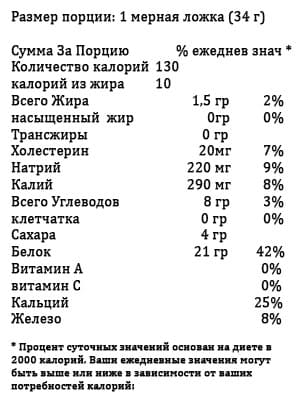 Размер порции: 1 мерная ложка (34 г)
Сумма За Порцию % ежеднев знач *
Количество калорий 130
калорий из жира 10
Всего Жира 1,5 гр 2%
насыщенный жир 0гр 0%
Трансжиры 0 гр
Холестерин 20мг 7%
Натрий 220 мг 9%
Калий 290 мг 8%
Всего Углеводов 8 гр 3%
клетчатка 0 гр 0%
Сахара 4 гр
Белок 21 гр 42%
Витамин А 0%
витамин С 0%
Кальций 25%
Железо 8%
* Процент суточных значений основан на диете в
2000 калорий. Ваши ежедневные значения могут
быть выше или ниже в зависимости от ваших
потребностей калорий: